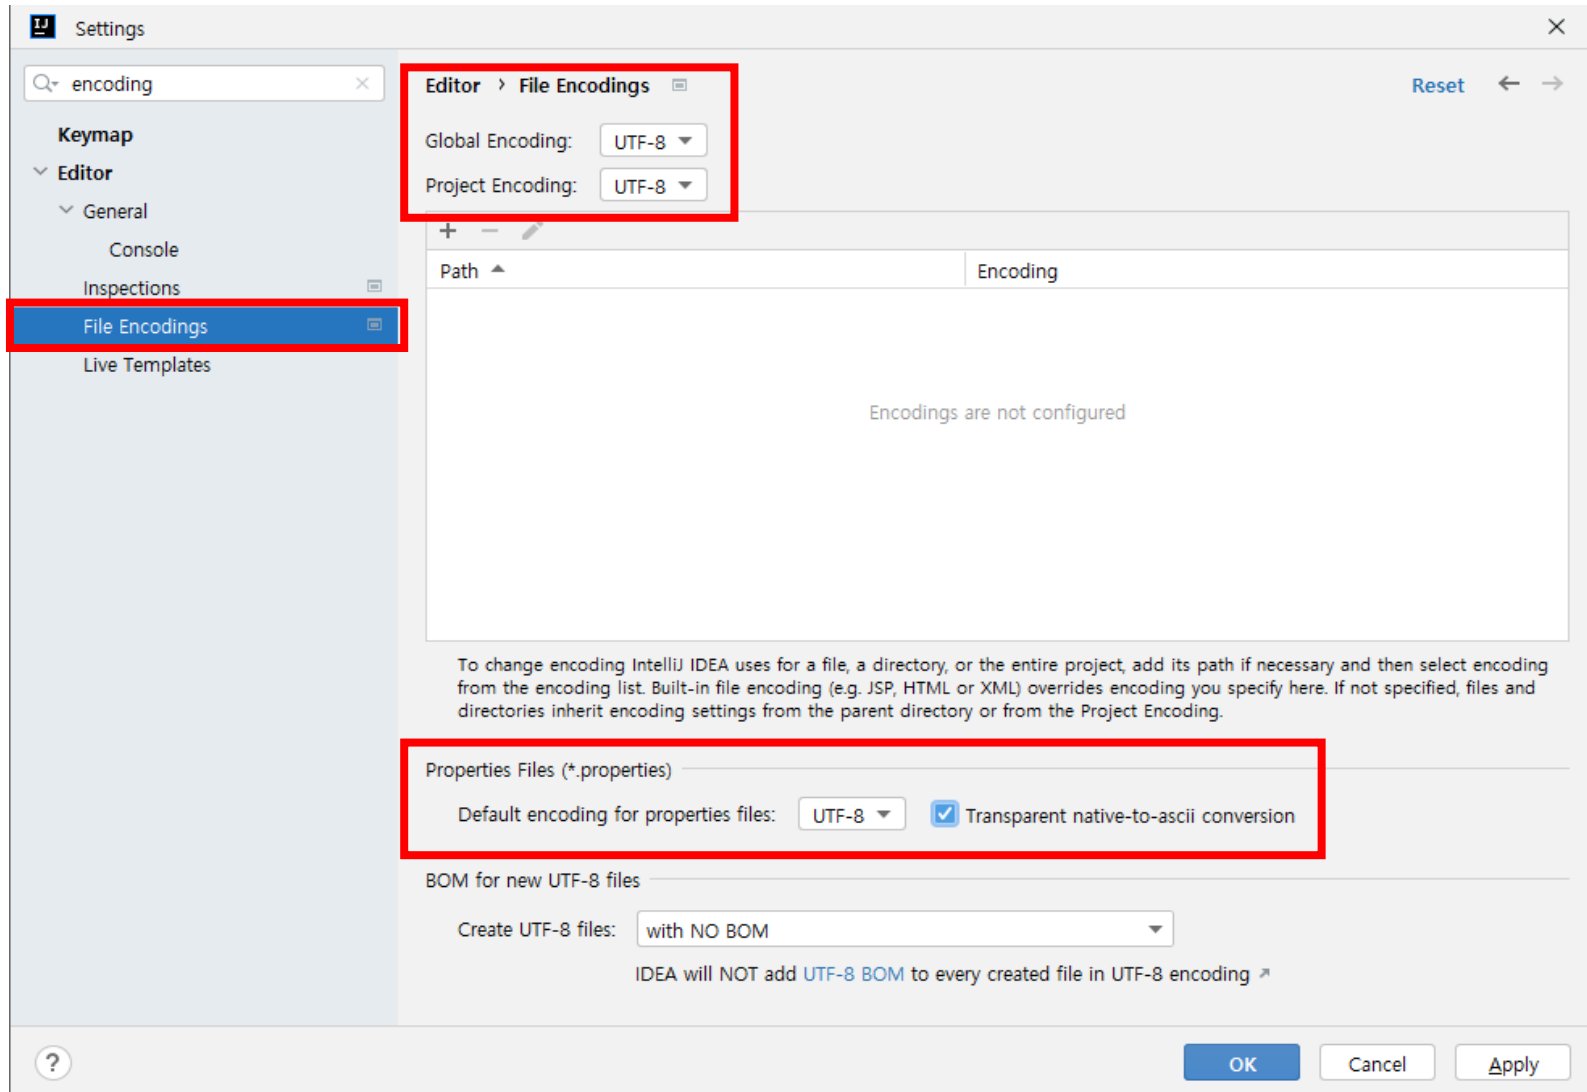 Settings
encoding
Keymap
Editor
General
Console
Inspections
File Encodings
Live Templates
Editor › File Encodings
Reset
Global Encoding: UTF-8
Project Encoding: UTF-8
Path Encoding
Encodings are not configured
To change encoding IntelliJ IDEA uses for a file, a directory, or the entire project, add its path if necessary and then select encoding
from the encoding list. Built-in file encoding (e.g. JSP, HTML or XML) overrides encoding you specify here. If not specified, files and
directories inherit encoding settings from the parent directory or from the Project Encoding.
Properties Files (*.properties)
Default encoding for properties files: UTF-8 Transparent native-to-ascii conversion
BOM for new UTF-8 files
Create UTF-8 files: with NO BOM
IDEA will NOT add UTF-8 BOM to every created file in UTF-8 encoding ↗
? OK Cancel Apply